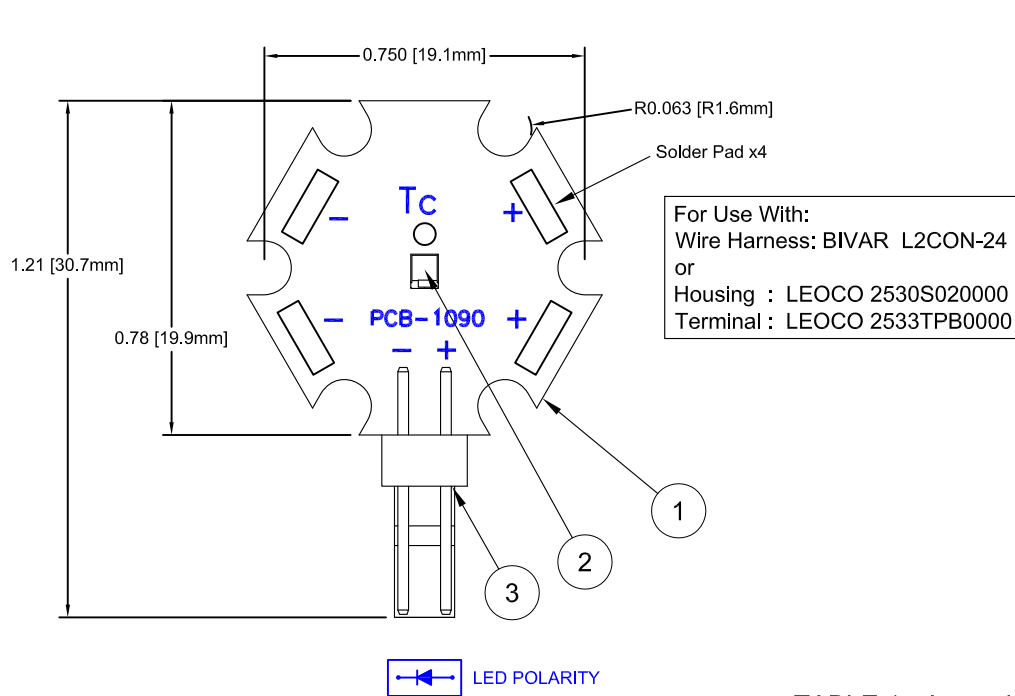 0.750 [19.1mm]
R0.063 [R1.6mm]
Solder Pad x4
Tc
- +
For Use With:
Wire Harness: BIVAR L2CON-24
or
Housing : LEOCO 2530S020000
Terminal : LEOCO 2533TPB0000
1.21 [30.7mm]
0.78 [19.9mm]
- PCB-1090 +
- +
1
2
3
LED POLARITY